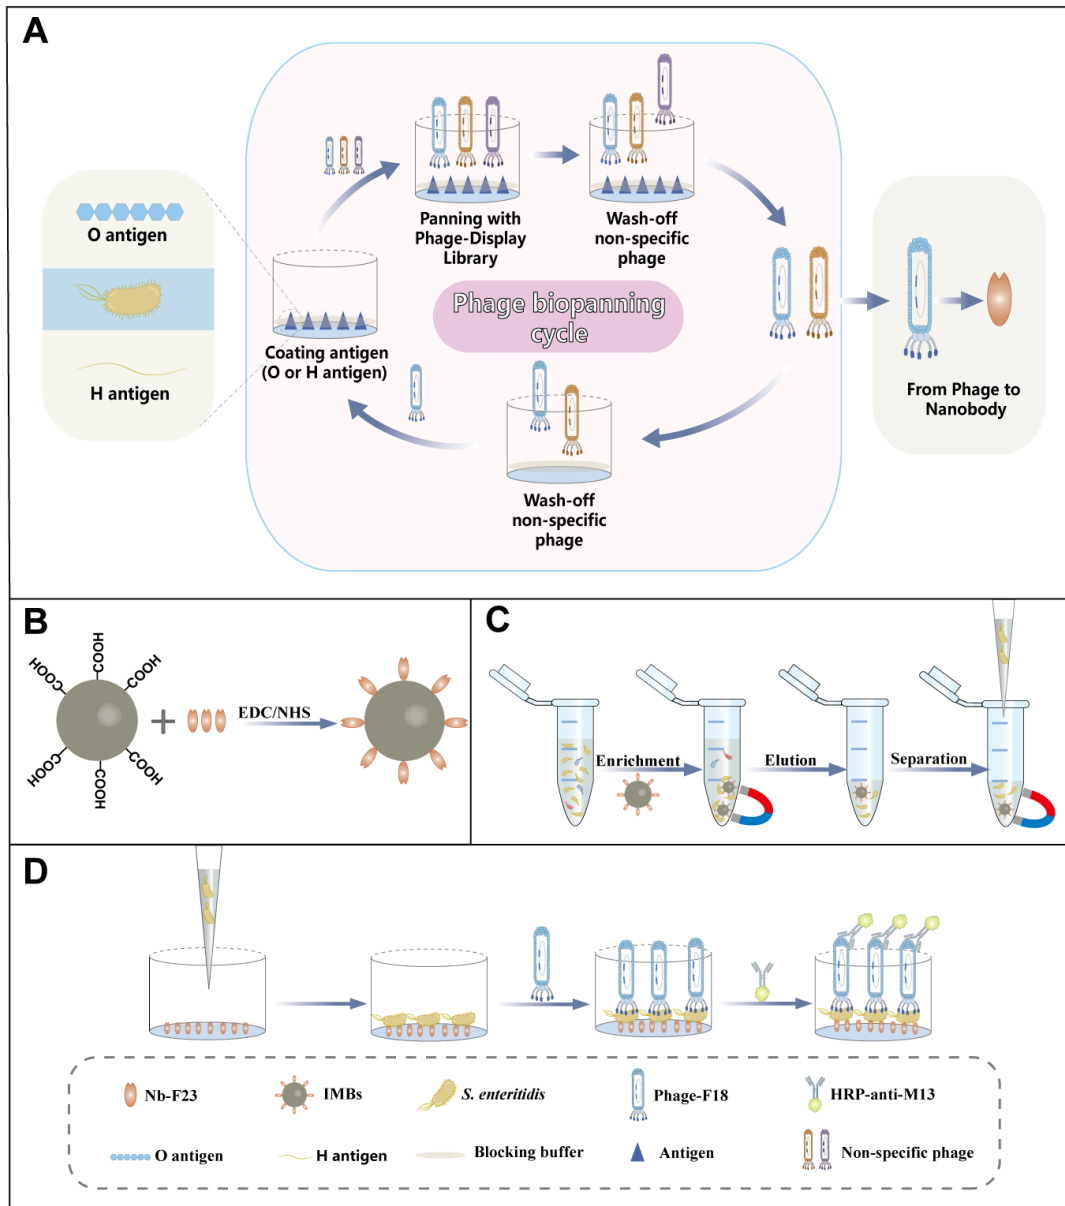 A
O antigen
H antigen
Coating antigen
(O or H antigen)
Panning with
Phage-Display
Library
Wash-off
non-specific
phage
Phage biopanning
cycle
Wash-off
non-specific
phage
From Phage to
Nanobody
B
COOH
COOH
COOH
COOH
COOH
COOH
+
EDC/NHS
C
Enrichment
Elution
Separation
D
Nb-F23
IMBs
S. enteritidis
Phage-F18
HRP-anti-M13
O antigen
H antigen
Blocking buffer
Antigen
Non-specific phage